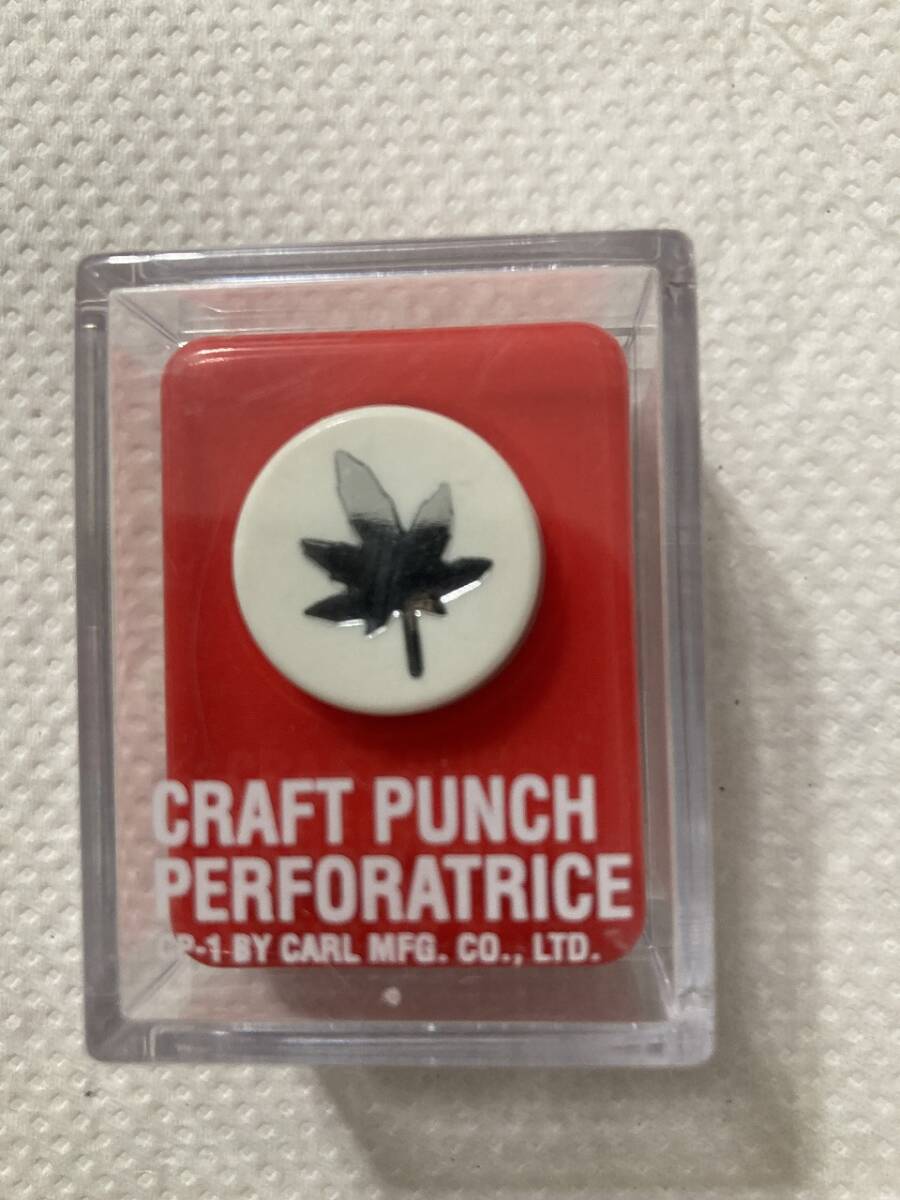 CRAFT PUNCH
PERFORATRICE
CP-1 BY CARL MFG. CO., LTD.